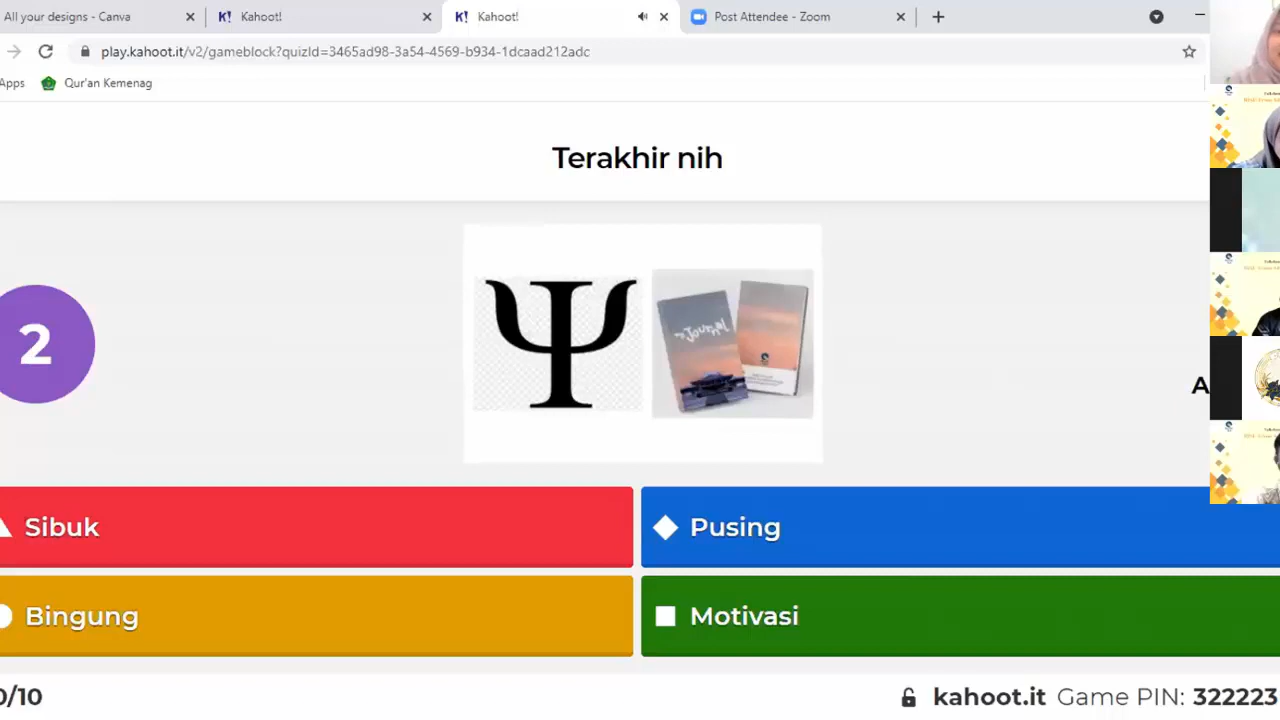 All your designs - Canva
K!
Kahoot!
K!
Kahoot!
Post Attendee - Zoom
play.kahoot.it/v2/gameblock?quizId=3465ad98-3a54-4569-b934-1dcaad212adc
Apps
Qur'an Kemenag
Terakhir nih
2
Ψ
Journal
A
Sibuk
Pusing
Bingung
Motivasi
0/10
kahoot.it Game PIN: 322223